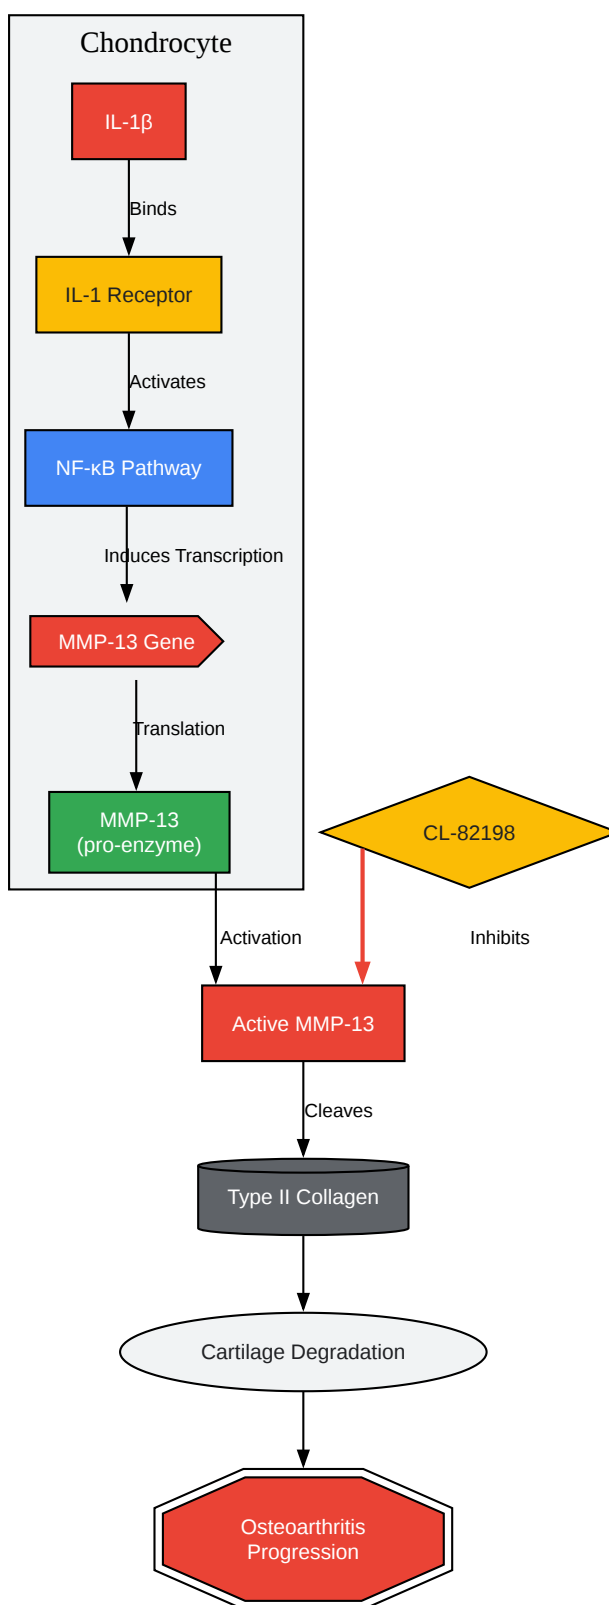 Chondrocyte
IL-1β
Binds
IL-1 Receptor
Activates
NF-κB Pathway
Induces Transcription
MMP-13 Gene
Translation
MMP-13
(pro-enzyme)
CL-82198
Activation
Inhibits
Active MMP-13
Cleaves
Type II Collagen
Cartilage Degradation
Osteoarthritis
Progression